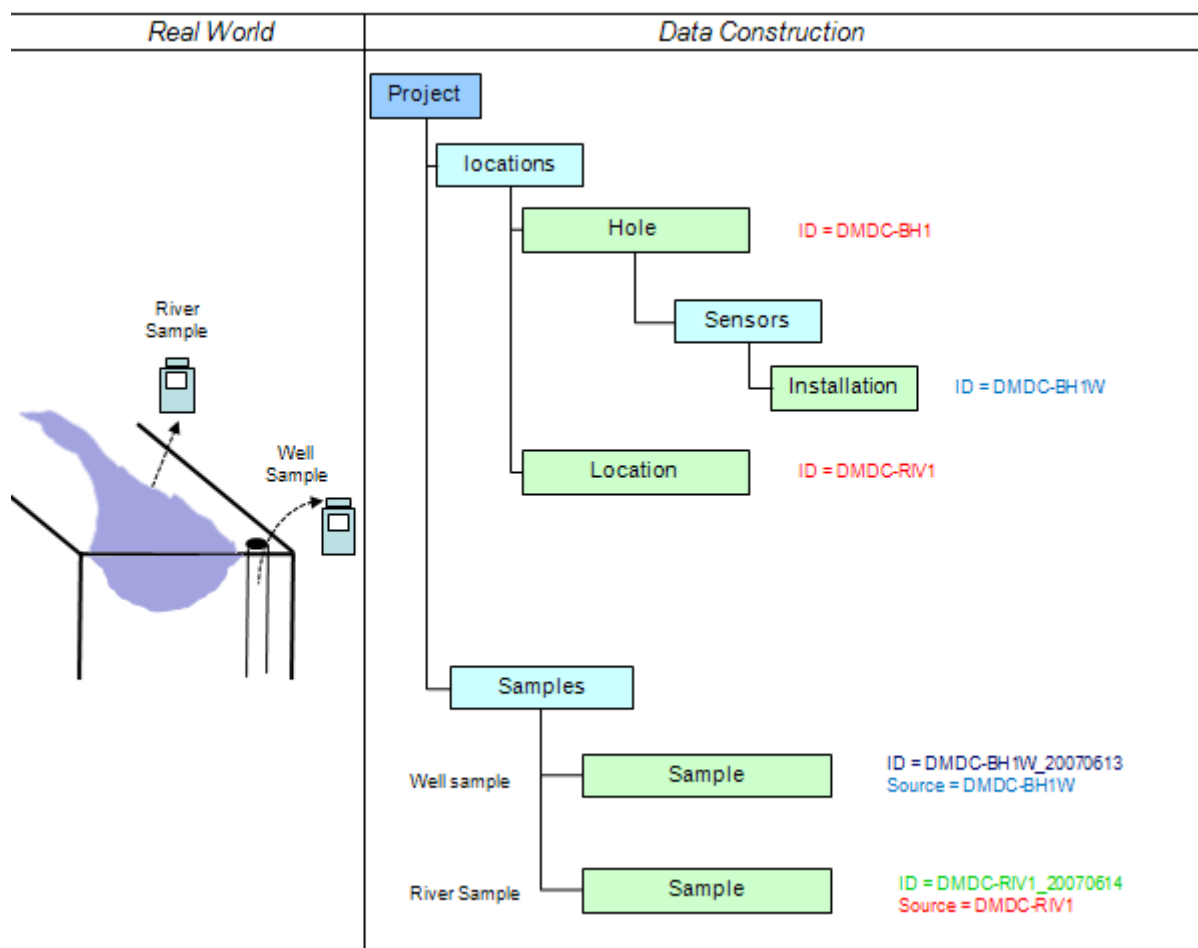 Real World
Data Construction
Project
locations
Hole
ID = DMDC-BH1
Sensors
River
Sample
Installation
ID = DMDC-BH1W
Well
Sample
Location
ID = DMDC-RIV1
Samples
Well sample
Sample
ID = DMDC-BH1W_20070613
Source = DMDC-BH1W
River Sample
Sample
ID = DMDC-RIV1_20070614
Source = DMDC-RIV1